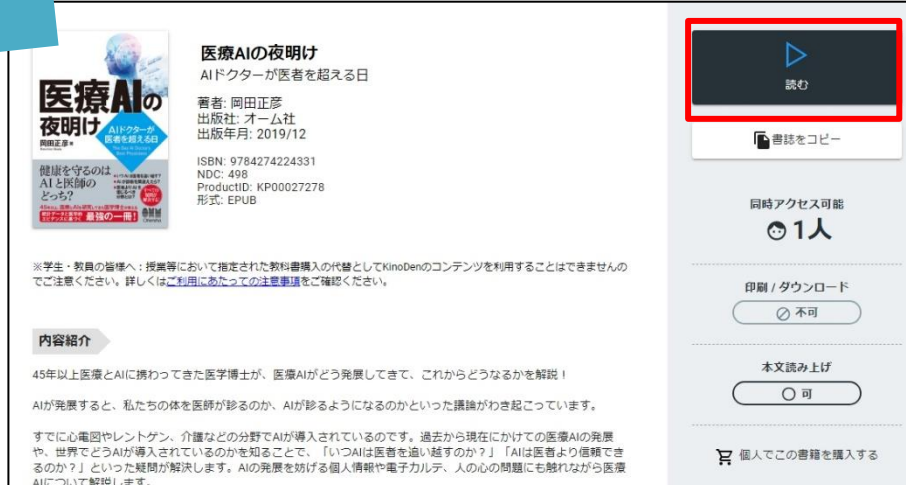 医療AIの
夜明け
AIドクターが
医者を超える日
岡田正彦
健康を守るのは
AIと医師の
どっち?
最強の一冊!
医療AIの夜明け
AIドクターが医者を超える日
著者: 岡田正彦
出版社: オーム社
出版年月: 2019/12
ISBN: 9784274224331
NDC: 498
ProductID: KP00027278
形式: EPUB
※学生・教員の皆様へ：授業等において指定された教科書購入の代替としてKinoDenのコンテンツを利用することはできませんの
でご注意ください。詳しくはご利用にあたっての注意事項をご確認ください。
内容紹介
45年以上医療とAIに携わってきた医学博士が、医療AIがどう発展してきて、これからどうなるかを解説！
AIが発展すると、私たちの体を医師が診るのか、AIが診るようになるのかといった議論がわき起こっています。
すでに心電図やレントゲン、介護などの分野でAIが導入されているのです。過去から現在にかけての医療AIの発展
や、世界でどうAIが導入されているのかを知ることで、「いつAIは医者を追い越すのか？」「AIは医者より信頼でき
るのか？」といった疑問が解決します。AIの発展を妨げる個人情報や電子カルテ、人の心の問題にも触れながら医療
AIについて解説します。
読む
書誌をコピー
同時アクセス可能
1人
印刷 / ダウンロード
不可
本文読み上げ
可
個人でこの書籍を購入する